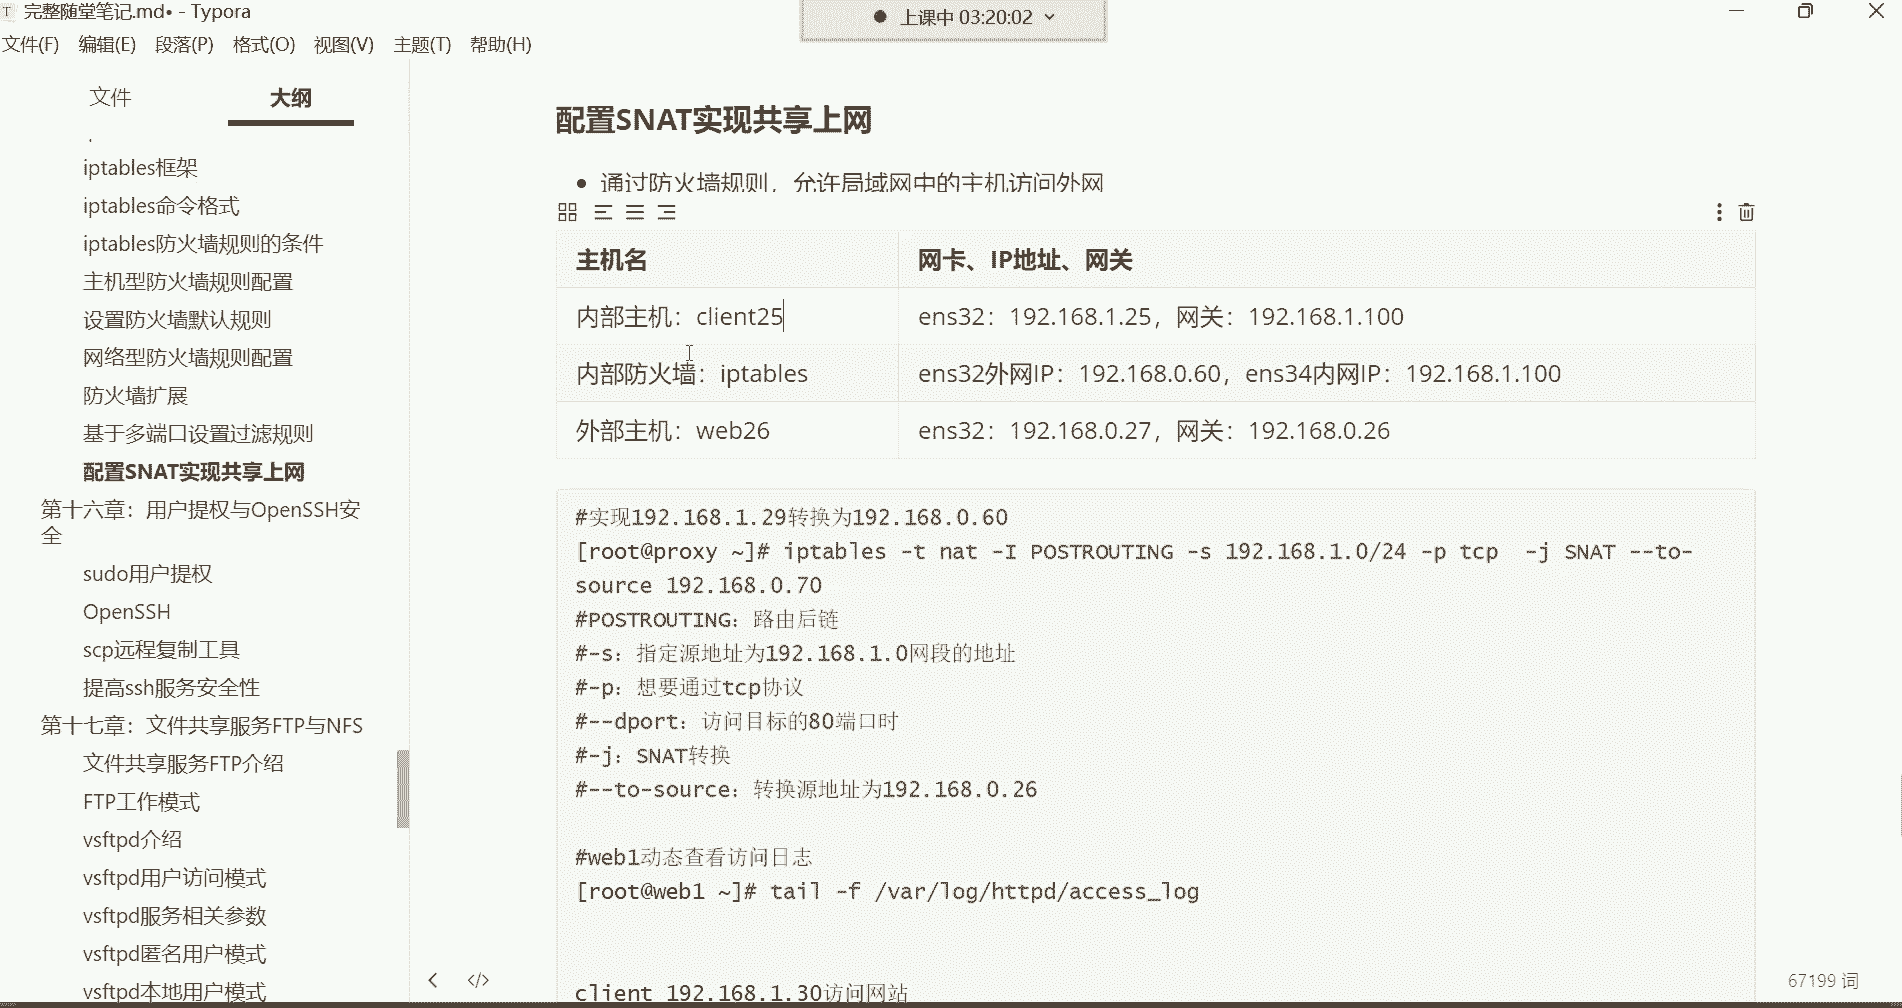 完整随堂笔记.md• - Typora
上课中 03:20:02
文件(F) 编辑(E) 段落(P) 格式(O) 视图(V) 主题(T) 帮助(H)
文件 大纲
iptables框架
iptables命令格式
iptables防火墙规则的条件
主机型防火墙规则配置
设置防火墙默认规则
网络型防火墙规则配置
防火墙扩展
基于多端口设置过滤规则
配置SNAT实现共享上网
第十六章：用户提权与OpenSSH安
全
sudo用户提权
OpenSSH
scp远程复制工具
提高ssh服务安全性
第十七章：文件共享服务FTP与NFS
文件共享服务FTP介绍
FTP工作模式
vsftpd介绍
vsftpd用户访问模式
vsftpd服务相关参数
vsftpd匿名用户模式
vsftpd本地用户模式
配置SNAT实现共享上网
通过防火墙规则，允许局域网中的主机访问外网
主机名 网卡、IP地址、网关
内部主机：client25 ens32：192.168.1.25，网关：192.168.1.100
内部防火墙：iptables ens32外网IP：192.168.0.60，ens34内网IP：192.168.1.100
外部主机：web26 ens32：192.168.0.27，网关：192.168.0.26
#实现192.168.1.29转换为192.168.0.60
[root@proxy ~]# iptables -t nat -I POSTROUTING -s 192.168.1.0/24 -p tcp  -j SNAT --to-
source 192.168.0.70
#POSTROUTING：路由后链
#-s：指定源地址为192.168.1.0网段的地址
#-p：想要通过tcp协议
#--dport：访问目标的80端口时
#-j：SNAT转换
#--to-source：转换源地址为192.168.0.26
#web1动态查看访问日志
[root@web1 ~]# tail -f /var/log/httpd/access_log
client 192.168.1.30访问网站
67199 词